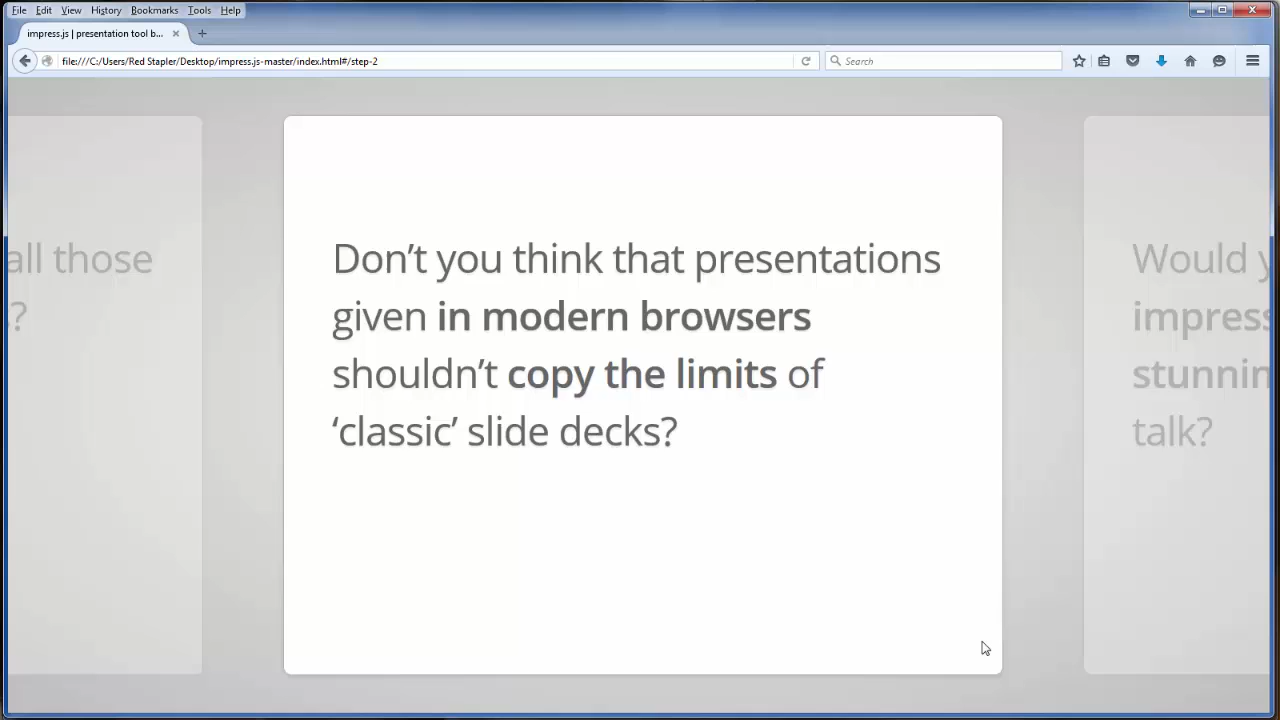 File Edit View History Bookmarks Tools Help
impress.js | presentation tool b...
file:///C:/Users/Red Stapler/Desktop/impress.js-master/index.html#/step-2
Search
all those
?
Don’t you think that presentations
given in modern browsers
shouldn’t copy the limits of
‘classic’ slide decks?
Would
impress
stunnin
talk?